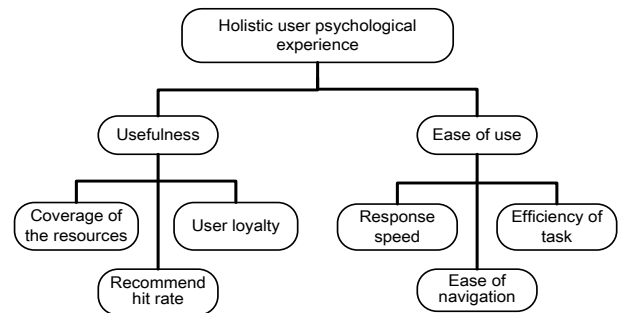 Holistic user psychological
experience
Usefulness
Ease of use
Coverage of
the resources
User loyalty
Recommend
hit rate
Response
speed
Efficiency of
task
Ease of
navigation